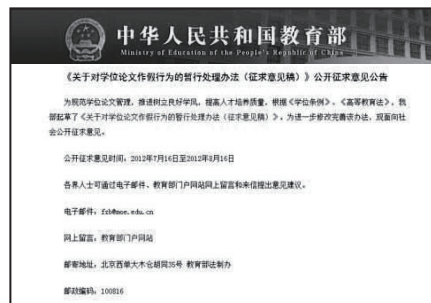 中华人民共和国教育部
Ministry of Education of the People's Republic of China
《关于对学位论文作假行为的暂行处理办法（征求意见稿）》公开征求意见公告
为规范学位论文管理，推进树立良好学风，提高人才培养质量，根据《学位条例》、《高等教育法》，我
部起草了《关于对学位论文作假行为的暂行处理办法（征求意见稿）》。为进一步修改完善该办法，现面向社
会公开征求意见。
公开征求意见时间：2012年7月16日至2012年8月16日
各界人士可通过电子邮件、教育部门户网站网上留言和来信提出意见建议。
电子邮件：fzb@moe.edu.cn
网上留言：教育部门户网站
邮寄地址：北京西单大木仓胡同35号 教育部法制办
邮政编码：100816